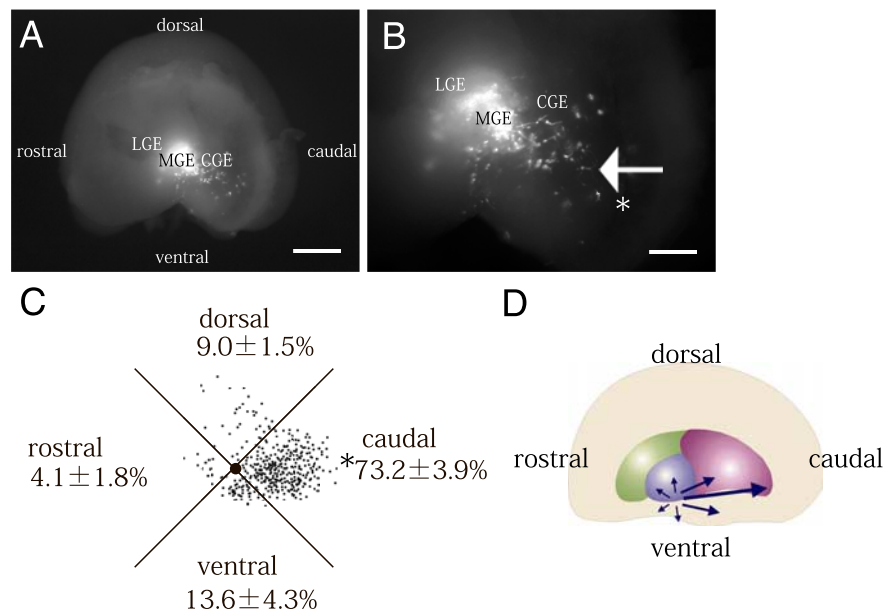 A
dorsal
rostral
LGE
MGE
CGE
caudal
ventral
B
LGE
MGE
CGE
*
C
dorsal
9.0±1.5%
rostral
4.1±1.8%
*
caudal
73.2±3.9%
ventral
13.6±4.3%
D
dorsal
rostral
caudal
ventral